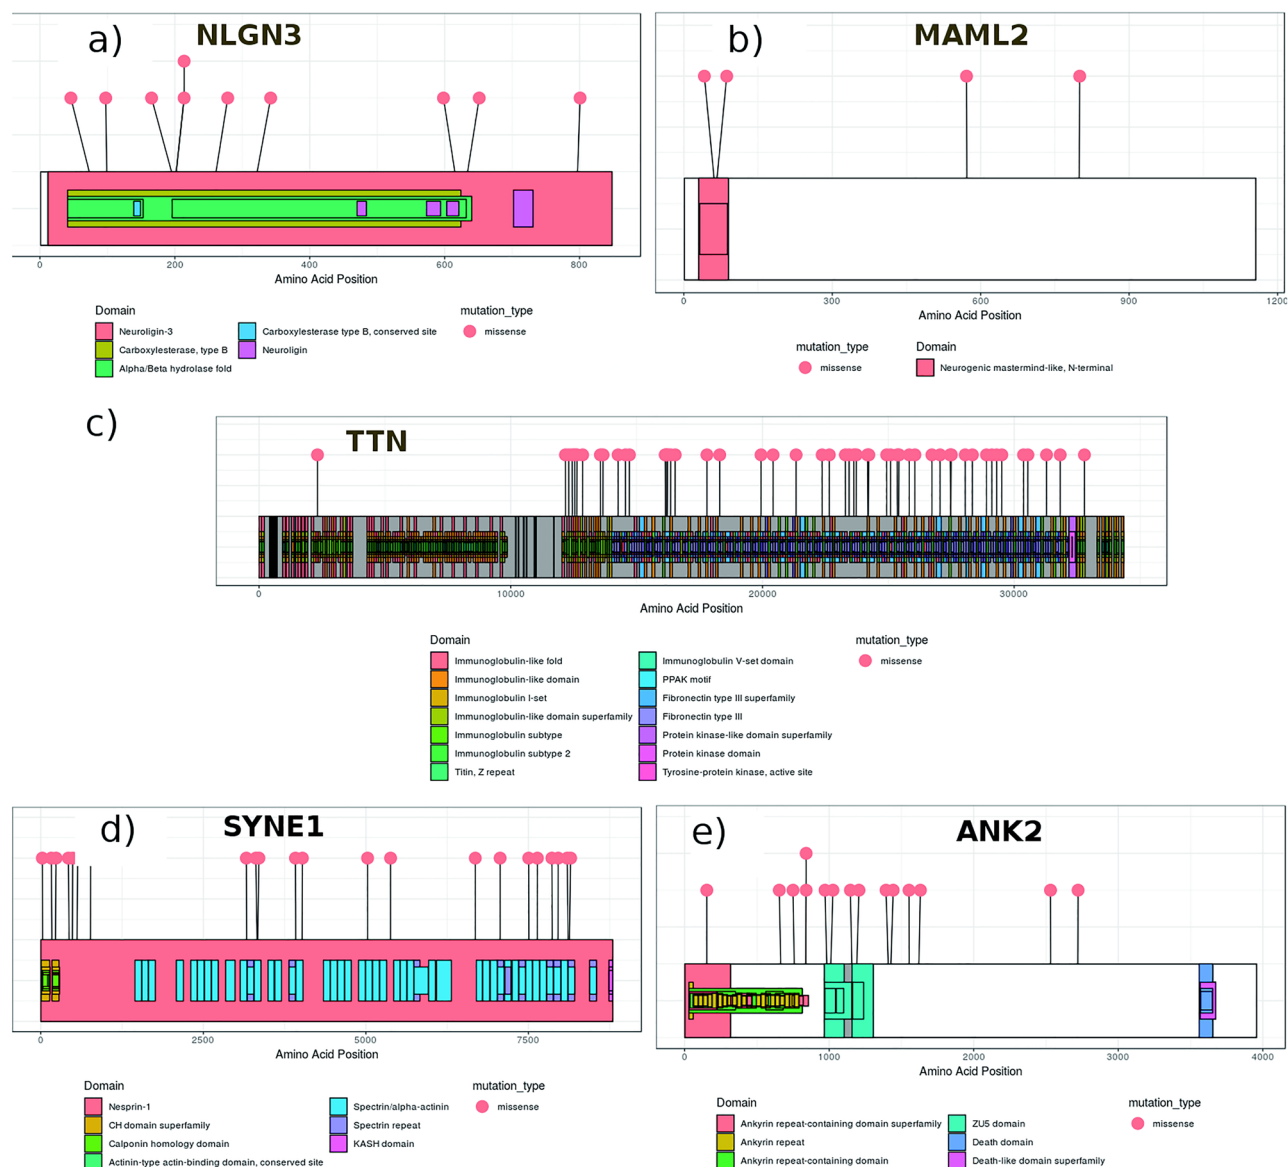 a) NLGN3
0 200 400 600 800
Amino Acid Position
Domain
Neuroligin-3
Carboxylesterase, type B
Alpha/Beta hydrolase fold
Carboxylesterase type B, conserved site
Neuroligin
mutation_type
missense
b) MAML2
0 300 600 900 1200
Amino Acid Position
mutation_type
missense
Domain
Neurogenic mastermind-like, N-terminal
c) TTN
0 10000 20000 30000
Amino Acid Position
Domain
Immunoglobulin-like fold
Immunoglobulin-like domain
Immunoglobulin I-set
Immunoglobulin-like domain superfamily
Immunoglobulin subtype
Immunoglobulin subtype 2
Titin, Z repeat
Immunoglobulin V-set domain
PPAK motif
Fibronectin type III superfamily
Fibronectin type III
Protein kinase-like domain superfamily
Protein kinase domain
Tyrosine-protein kinase, active site
mutation_type
missense
d) SYNE1
0 2500 5000 7500
Amino Acid Position
Domain
Nesprin-1
CH domain superfamily
Calponin homology domain
Actinin-type actin-binding domain, conserved site
Spectrin/alpha-actinin
Spectrin repeat
KASH domain
mutation_type
missense
e) ANK2
0 1000 2000 3000 4000
Amino Acid Position
Domain
Ankyrin repeat-containing domain superfamily
Ankyrin repeat
Ankyrin repeat-containing domain
ZU5 domain
Death domain
Death-like domain superfamily
mutation_type
missense